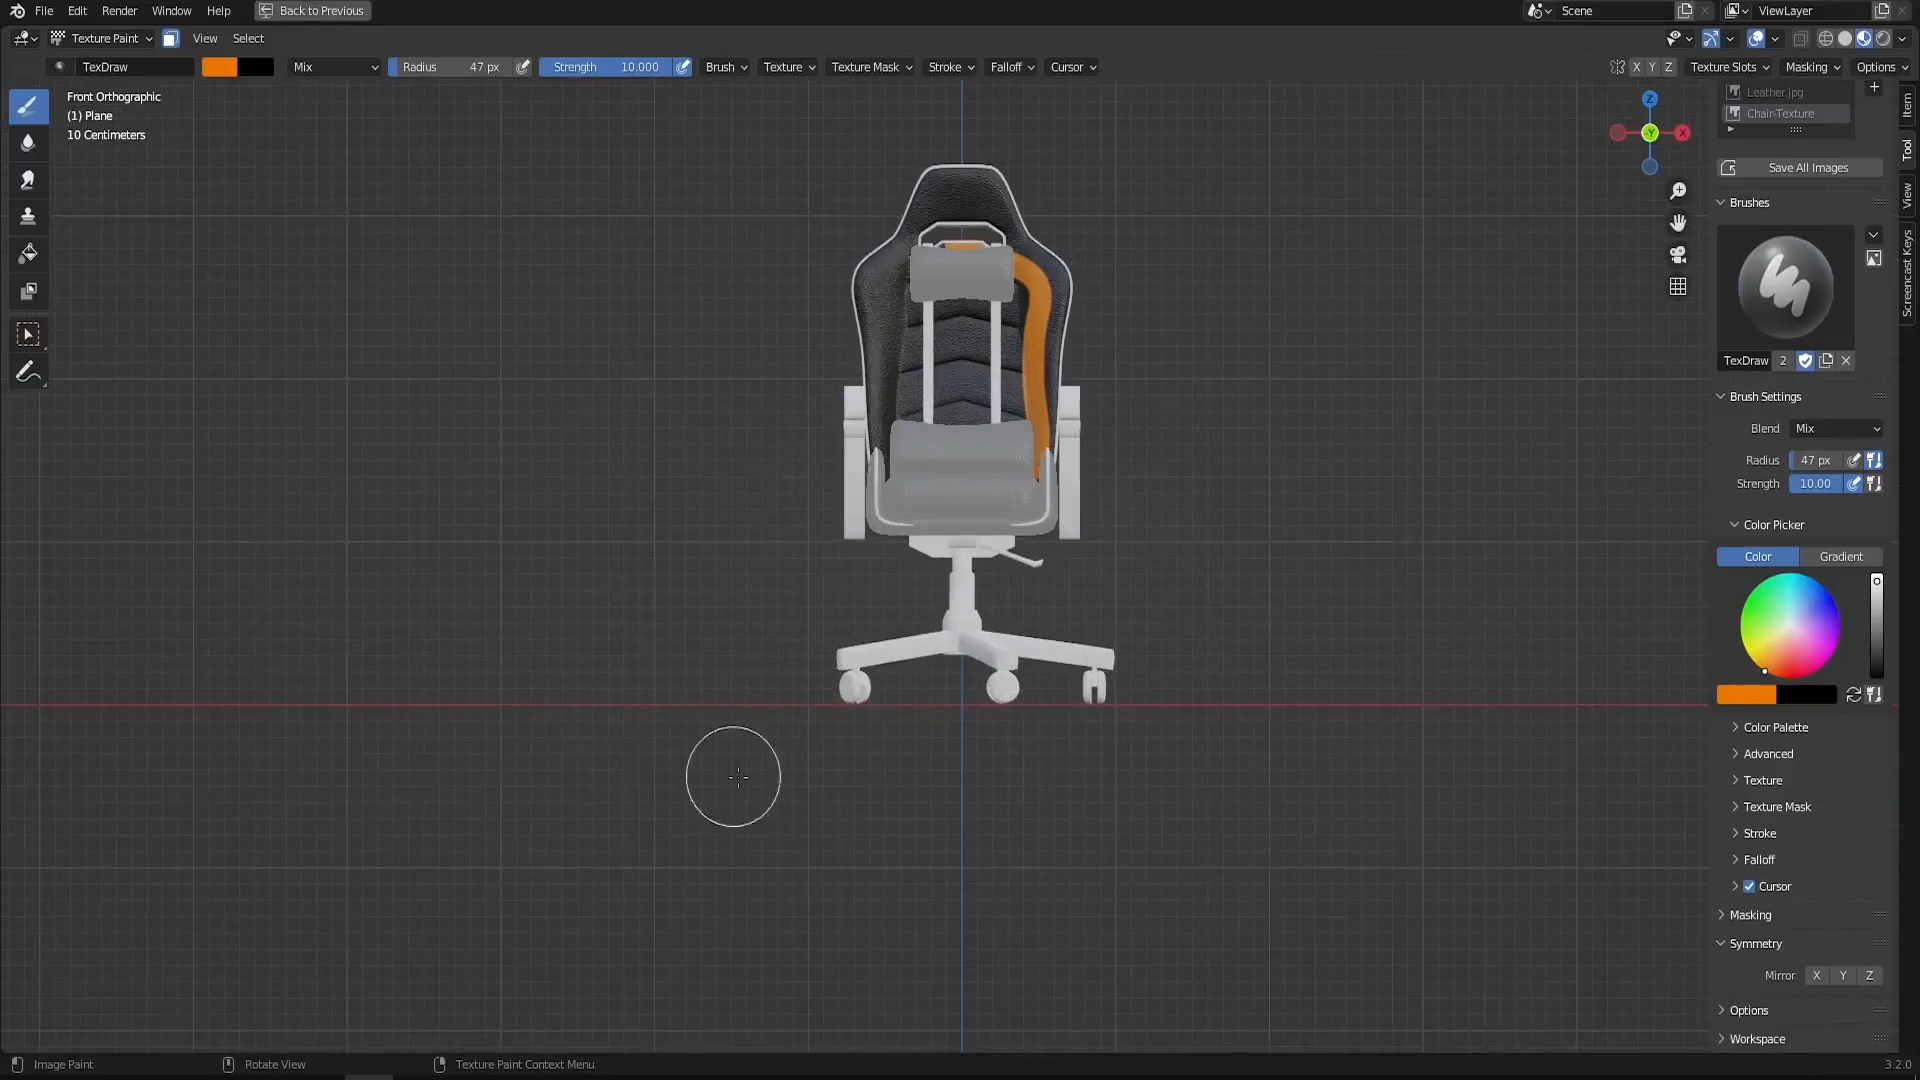 File Edit Render Window Help Back to Previous Scene ViewLayer
Texture Paint View Select
TexDraw Mix Radius 47 px Strength 10.000 Brush Texture Texture Mask Stroke Falloff Cursor X Y Z Texture Slots Masking Options
Front Orthographic
(1) Plane
10 Centimeters
Z
Y
X
Leather.jpg
Chair-Texture
Save All Images
Brushes
TexDraw 2
Brush Settings
Blend Mix
Radius 47 px
Strength 10.00
Color Picker
Color Gradient
Color Palette
Advanced
Texture
Texture Mask
Stroke
Falloff
Cursor
Masking
Symmetry
Mirror X Y Z
Options
Workspace
Item
Tool
View
Screencast Keys
Image Paint Rotate View Texture Paint Context Menu 3.2.0